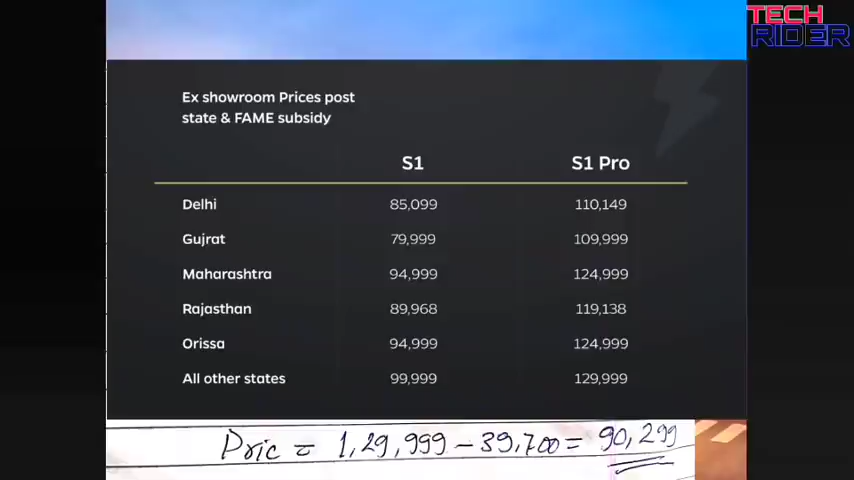 TECH
RIDER
Ex showroom Prices post
state & FAME subsidy
S1 S1 Pro
Delhi 85,099 110,149
Gujrat 79,999 109,999
Maharashtra 94,999 124,999
Rajasthan 89,968 119,138
Orissa 94,999 124,999
All other states 99,999 129,999
Pric = 1,29,999 - 39,700 = 90,299